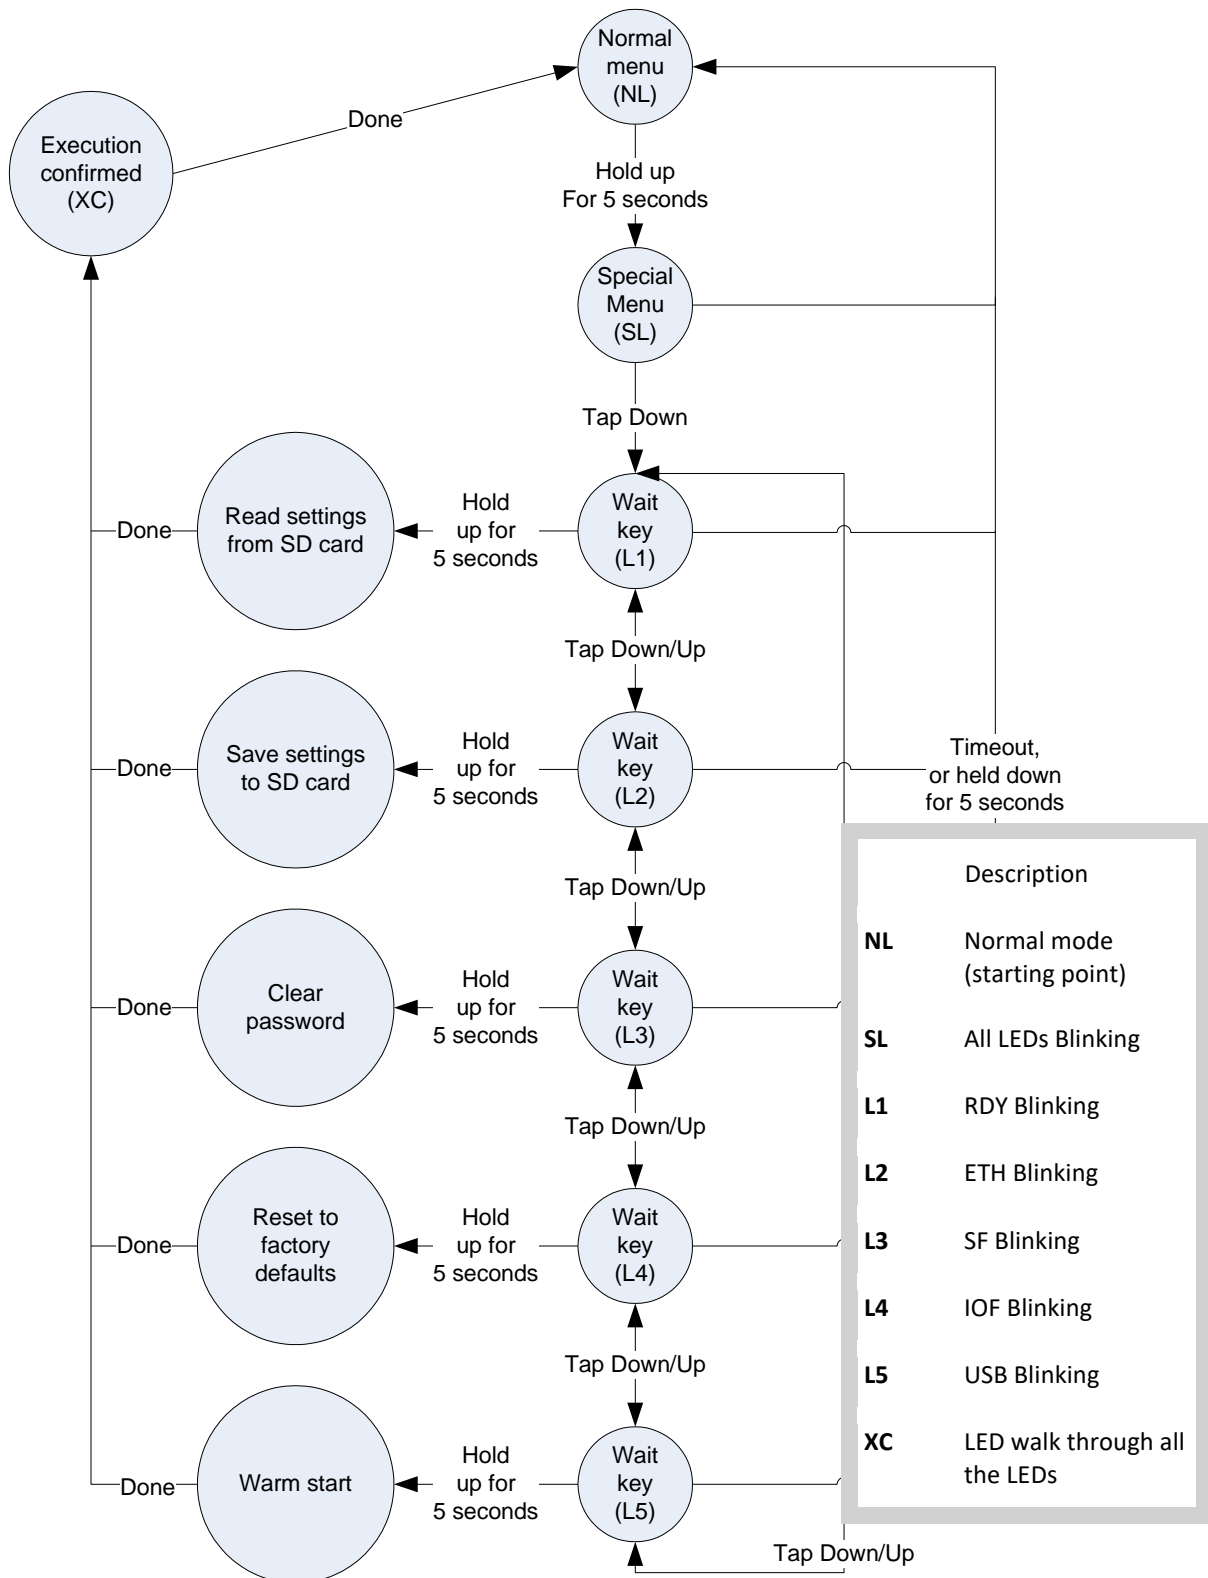 Normal
menu
(NL)
Done
Execution
confirmed
(XC)
Hold up
For 5 seconds
Special
Menu
(SL)
Tap Down
Done
Read settings
from SD card
Hold
up for
5 seconds
Wait
key
(L1)
Tap Down/Up
Done
Save settings
to SD card
Hold
up for
5 seconds
Wait
key
(L2)
Timeout,
or held down
for 5 seconds
Tap Down/Up
Done
Clear
password
Hold
up for
5 seconds
Wait
key
(L3)
Tap Down/Up
Done
Reset to
factory
defaults
Hold
up for
5 seconds
Wait
key
(L4)
Tap Down/Up
Done
Warm start
Hold
up for
5 seconds
Wait
key
(L5)
Tap Down/Up
Description
NL Normal mode
(starting point)
SL All LEDs Blinking
L1 RDY Blinking
L2 ETH Blinking
L3 SF Blinking
L4 IOF Blinking
L5 USB Blinking
XC LED walk through all
the LEDs